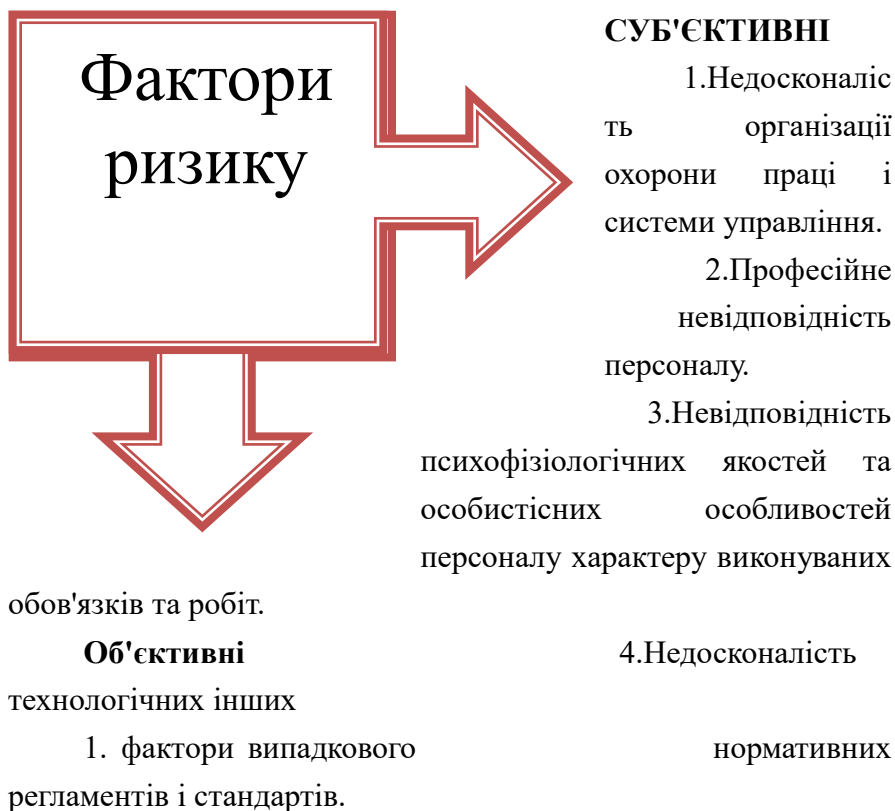 Фактори
ризику
СУБ'ЄКТИВНІ
1.Недосконаліс
ть організації
охорони праці і
системи управління.
2.Професійне
невідповідність
персоналу.
3.Невідповідність
психофізіологічних якостей та
особистісних особливостей
персоналу характеру виконуваних
обов'язків та робіт.
Об'єктивні 4.Недосконалість
технологічних інших
1. фактори випадкового нормативних
регламентів і стандартів.